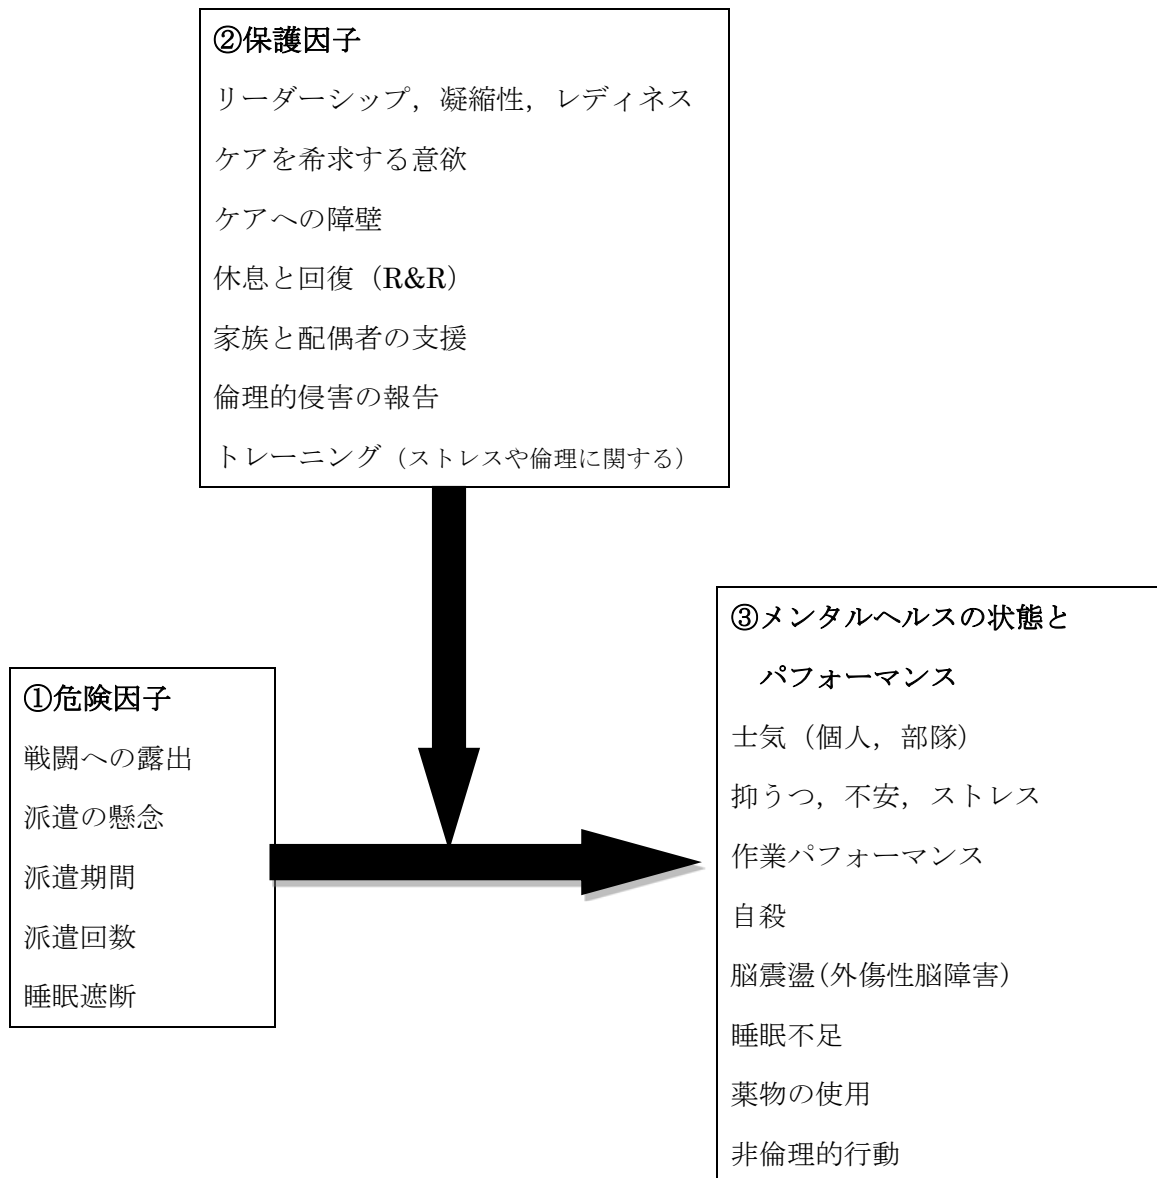 ②保護因子
リーダーシップ，凝縮性，レディネス
ケアを希求する意欲
ケアへの障壁
休息と回復（R&R）
家族と配偶者の支援
倫理的侵害の報告
トレーニング（ストレスや倫理に関する）
①危険因子
戦闘への露出
派遣の懸念
派遣期間
派遣回数
睡眠遮断
③メンタルヘルスの状態と
パフォーマンス
士気（個人，部隊）
抑うつ，不安，ストレス
作業パフォーマンス
自殺
脳震盪(外傷性脳障害)
睡眠不足
薬物の使用
非倫理的行動